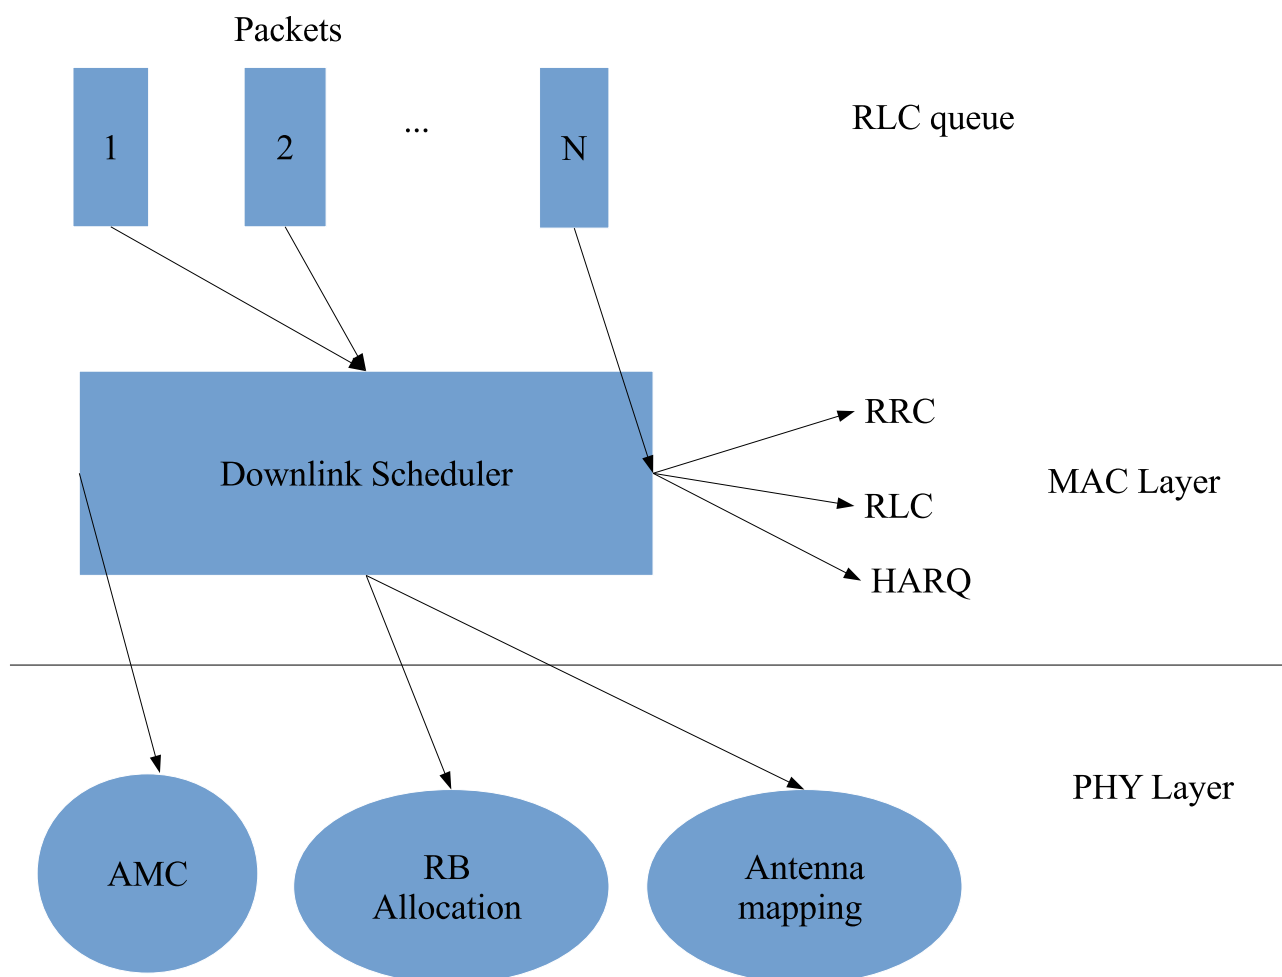 Packets
RLC queue
1
2
...
N
RRC
Downlink Scheduler
MAC Layer
RLC
HARQ
PHY Layer
AMC
RB
Allocation
Antenna
mapping